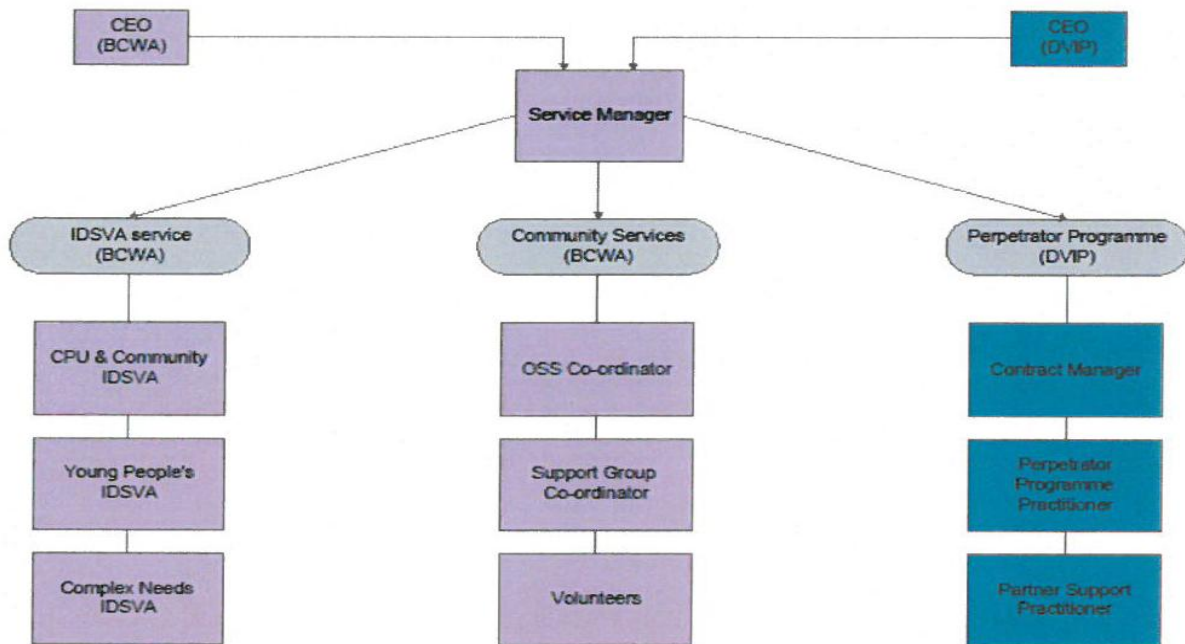 CEO
(BCWA)
CEO
(DVIP)
Service Manager
IDSVA service
(BCWA)
Community Services
(BCWA)
Perpetrator Programme
(DVIP)
CPU & Community
IDSVA
OSS Co-ordinator
Contract Manager
Young People's
IDSVA
Support Group
Co-ordinator
Perpetrator
Programme
Practitioner
Complex Needs
IDSVA
Volunteers
Partner Support
Practitioner